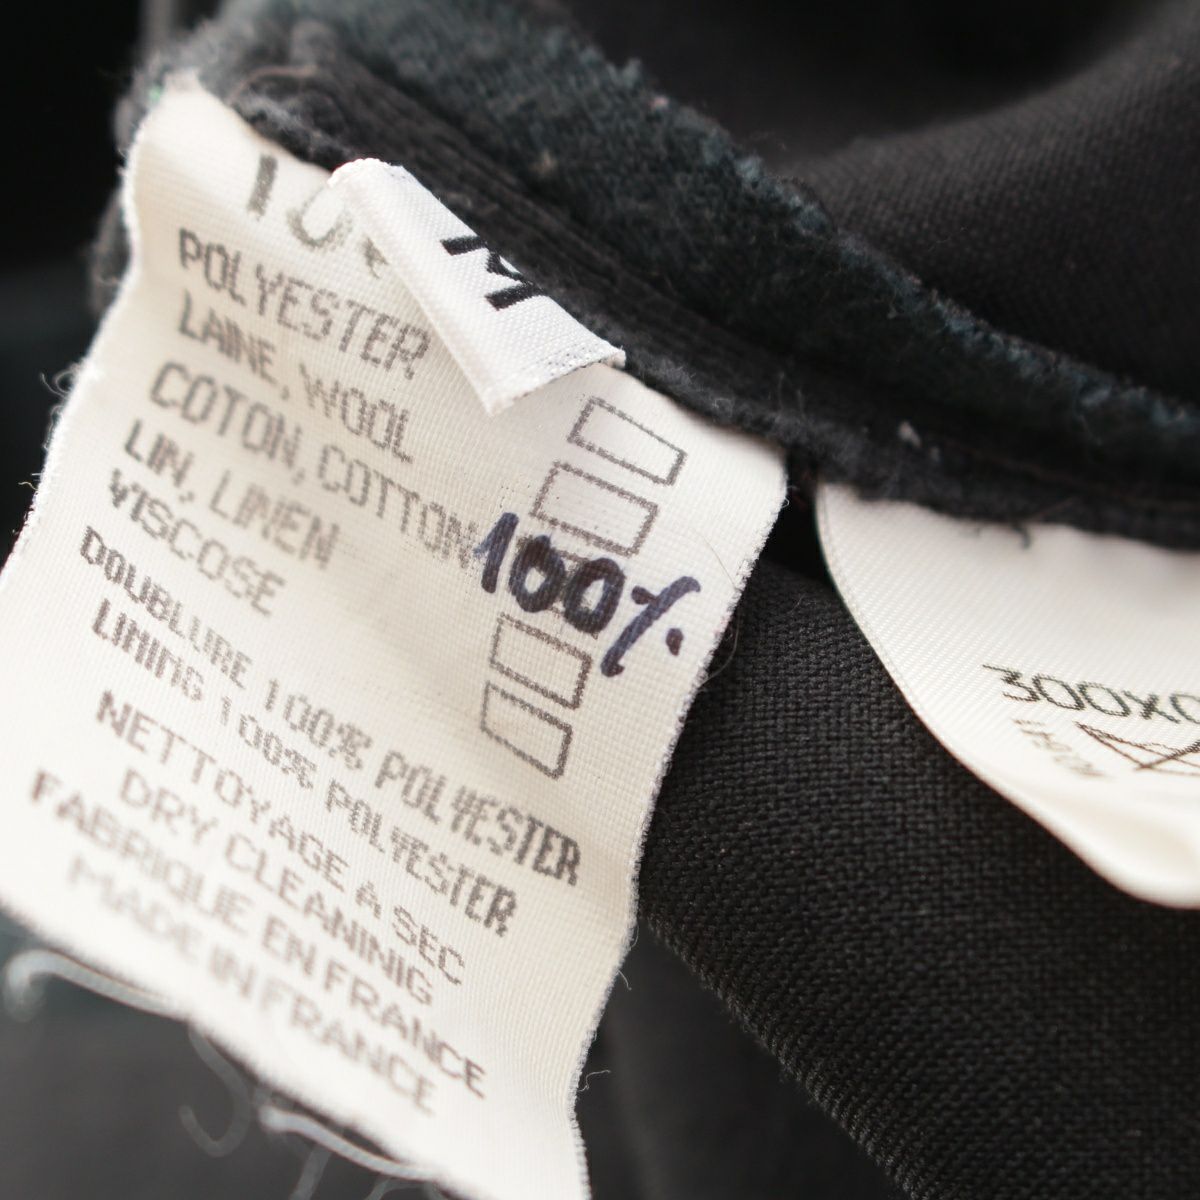 POLYESTER
LAINE, WOOL
COTON, COTTON 100%
LIN, LINEN
VISCOSE
DOUBLURE 100% POLYESTER
LINING 100% POLYESTER
NETTOYAGE A SEC
DRY CLEANINIG
FABRIQUE EN FRANCE
MADE IN FRANCE
M